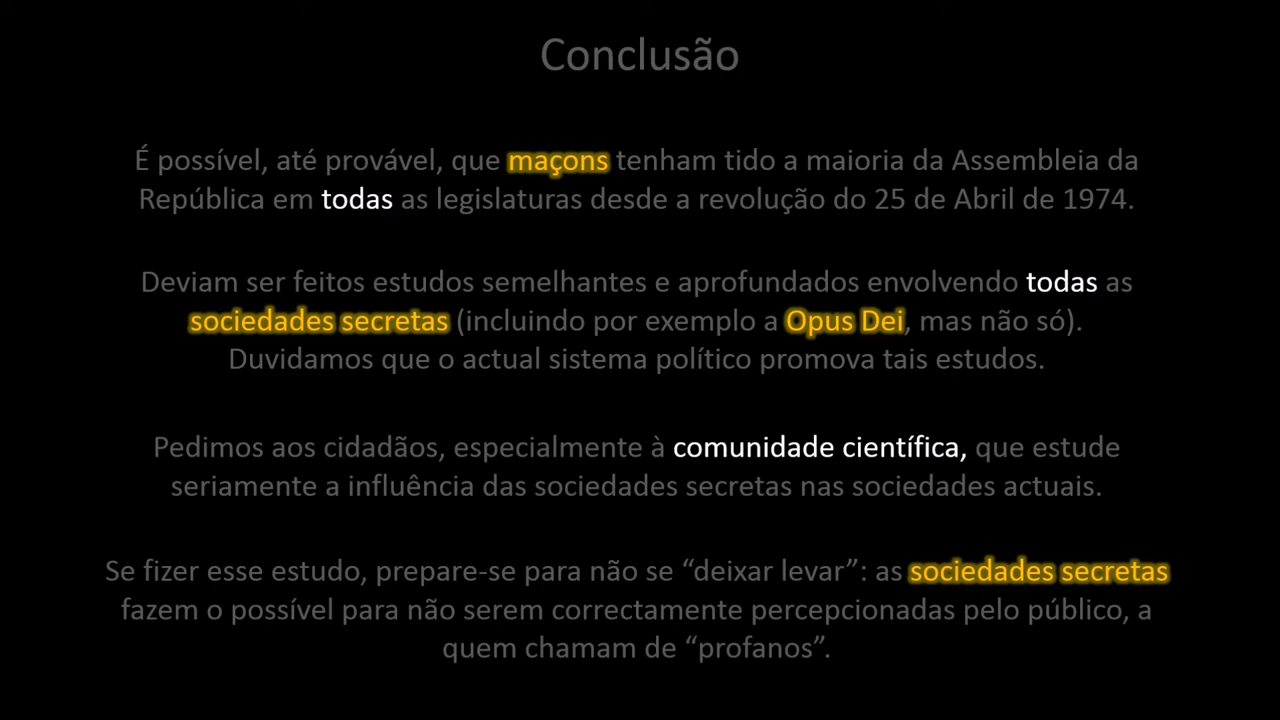 Conclusão
É possível, até provável, que maçons tenham tido a maioria da Assembleia da
República em todas as legislaturas desde a revolução do 25 de Abril de 1974.
Deviam ser feitos estudos semelhantes e aprofundados envolvendo todas as
sociedades secretas (incluindo por exemplo a Opus Dei, mas não só).
Duvidamos que o actual sistema político promova tais estudos.
Pedimos aos cidadãos, especialmente à comunidade científica, que estude
seriamente a influência das sociedades secretas nas sociedades actuais.
Se fizer esse estudo, prepare-se para não se “deixar levar”: as sociedades secretas
fazem o possível para não serem correctamente percepcionadas pelo público, a
quem chamam de “profanos”.